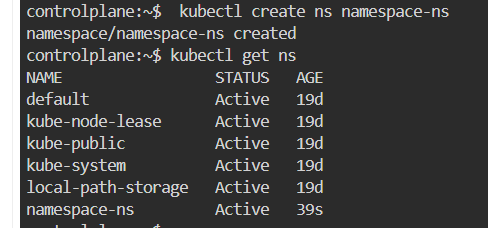 controlplane:~$  kubectl create ns namespace-ns
namespace/namespace-ns created
controlplane:~$ kubectl get ns
NAME                 STATUS   AGE
default              Active   19d
kube-node-lease      Active   19d
kube-public          Active   19d
kube-system          Active   19d
local-path-storage   Active   19d
namespace-ns         Active   39s